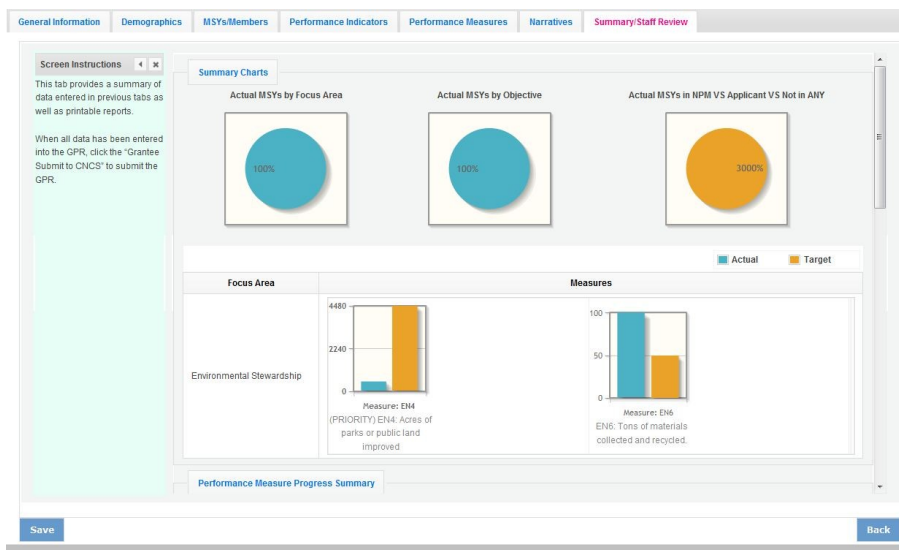 General Information
Demographics
MSYs/Members
Performance Indicators
Performance Measures
Narratives
Summary/Staff Review
Screen Instructions
This tab provides a summary of
data entered in previous tabs as
well as printable reports.
When all data has been entered
into the GPR, click the "Grantee
Submit to CNCS" to submit the
GPR.
Summary Charts
Actual MSYs by Focus Area
Actual MSYs by Objective
Actual MSYs in NPM VS Applicant VS Not in ANY
100%
100%
3000%
Actual
Target
Focus Area
Measures
Environmental Stewardship
4480
2240
0
Measure: EN4
(PRIORITY) EN4: Acres of
parks or public land
improved
100
50
0
Measure: EN6
EN6: Tons of materials
collected and recycled.
Performance Measure Progress Summary
Save
Back